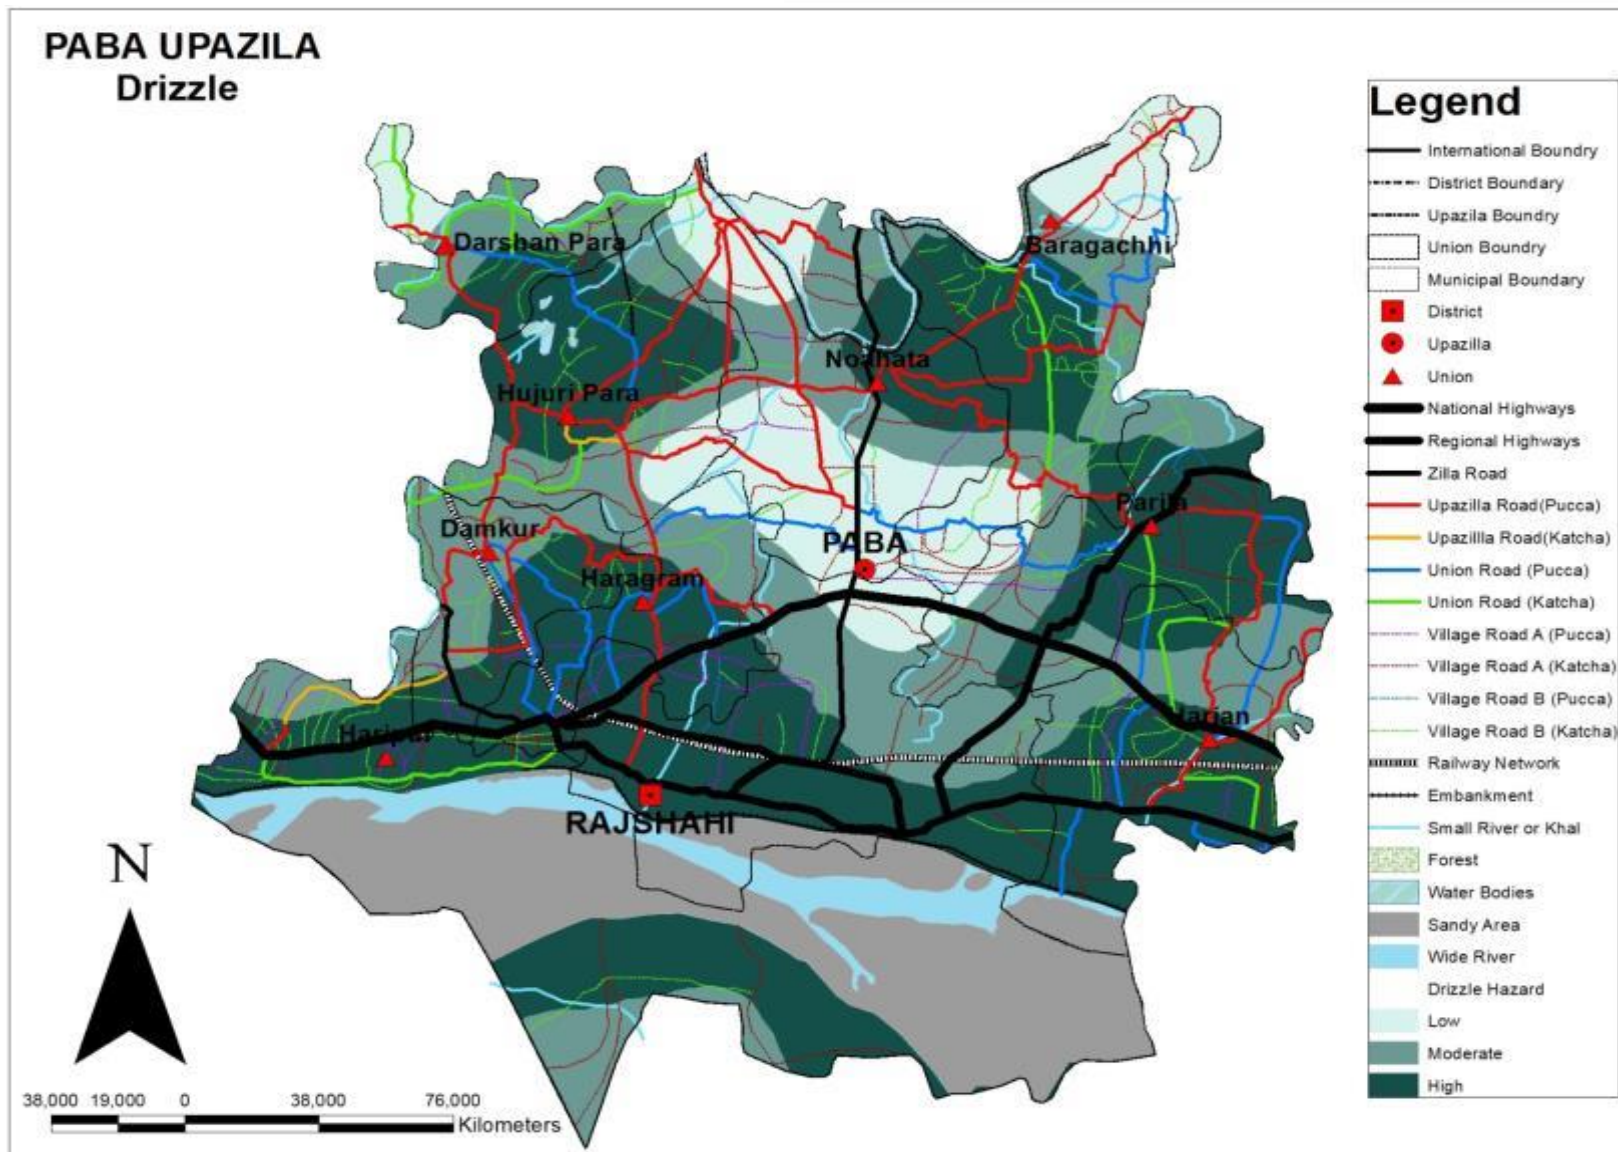 PABA UPAZILA
Drizzle
Darshan Para
Baragachhi
Noahata
Hujuri Para
Parila
Damkur
PABA
Haragram
Harian
Haripur
RAJSHAHI
N
38,000 19,000 0 38,000 76,000
Kilometers
Legend
International Boundry
District Boundary
Upazila Boundry
Union Boundry
Municipal Boundary
District
Upazilla
Union
National Highways
Regional Highways
Zilla Road
Upazilla Road(Pucca)
Upazillla Road(Katcha)
Union Road (Pucca)
Union Road (Katcha)
Village Road A (Pucca)
Village Road A (Katcha)
Village Road B (Pucca)
Village Road B (Katcha)
Railway Network
Embankment
Small River or Khal
Forest
Water Bodies
Sandy Area
Wide River
Drizzle Hazard
Low
Moderate
High